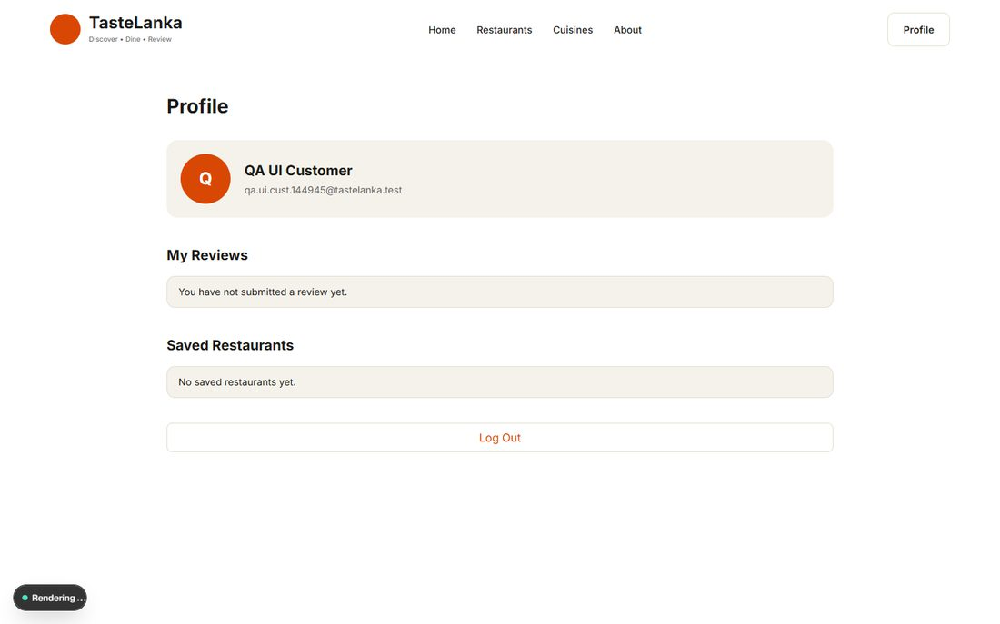 TasteLanka
Discover • Dine • Review
Home Restaurants Cuisines About
Profile
Profile
Q
QA UI Customer
qa.ui.cust.144945@tastelanka.test
My Reviews
You have not submitted a review yet.
Saved Restaurants
No saved restaurants yet.
Log Out
Rendering ...